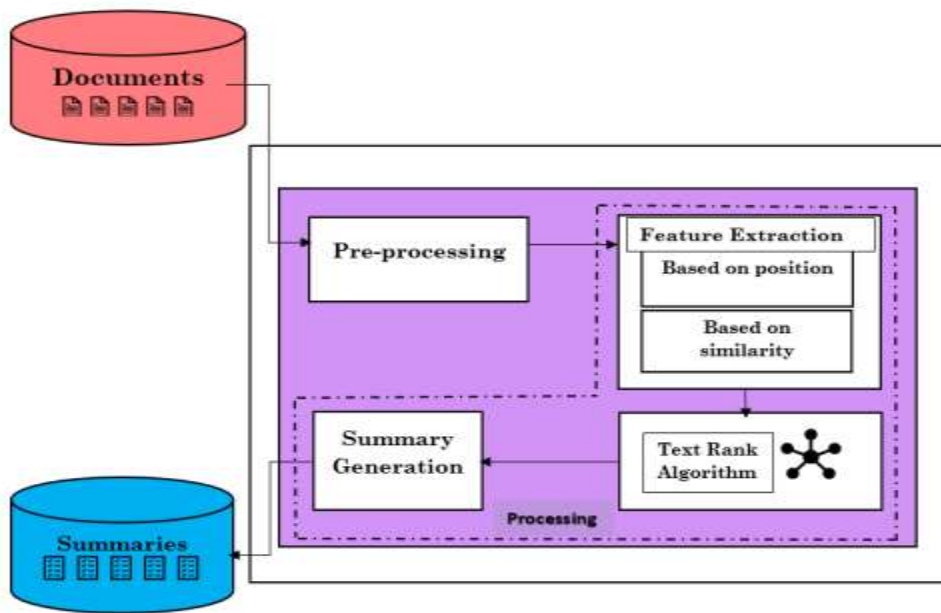 Documents
Pre-processing
Feature Extraction
Based on position
Based on
similarity
Text Rank
Algorithm
Summary
Generation
Processing
Summaries